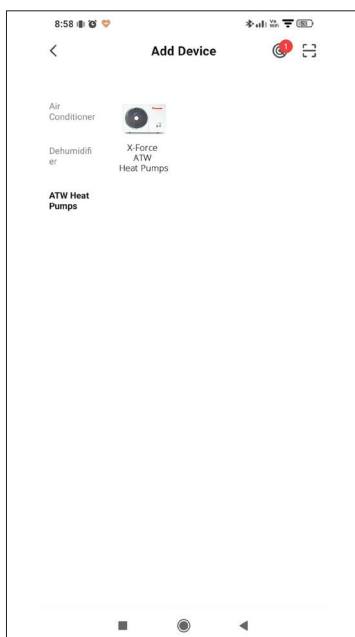 8:58
Add Device
1
Air
Conditioner
Dehumidifi
er
X-Force
ATW
Heat Pumps
ATW Heat
Pumps